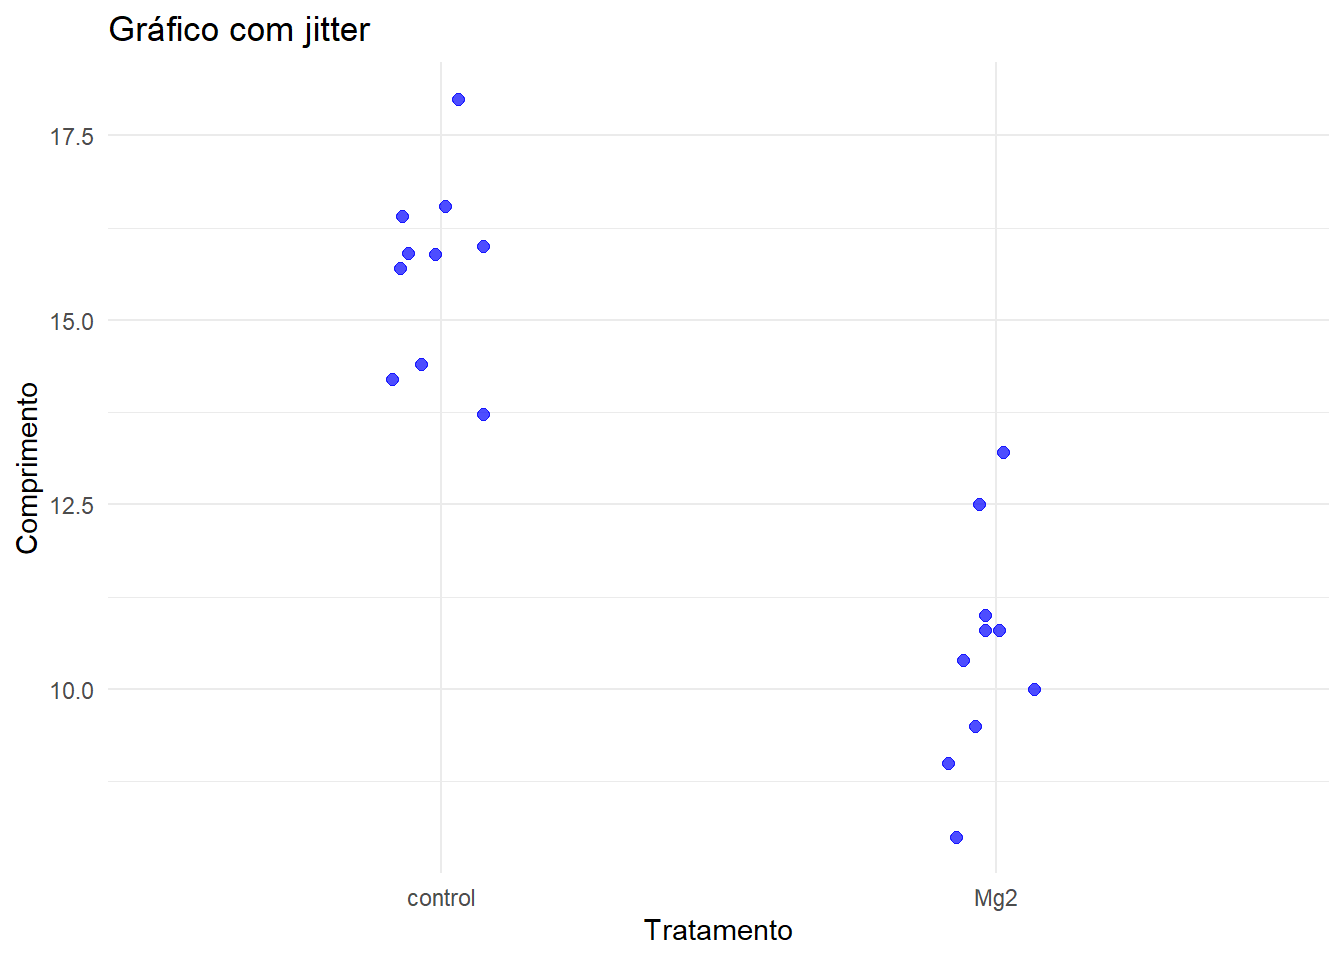 Gráfico com jitter
17.5
15.0
12.5
10.0
Comprimento
control
Mg2
Tratamento